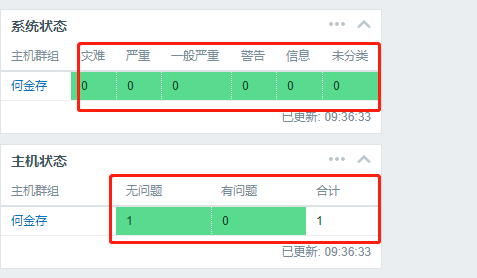 系统状态
主机群组 灾难 严重 一般严重 警告 信息 未分类
何金存 0 0 0 0 0 0
已更新: 09:36:33
主机状态
主机群组 无问题 有问题 合计
何金存 1 0 1
已更新: 09:36:33